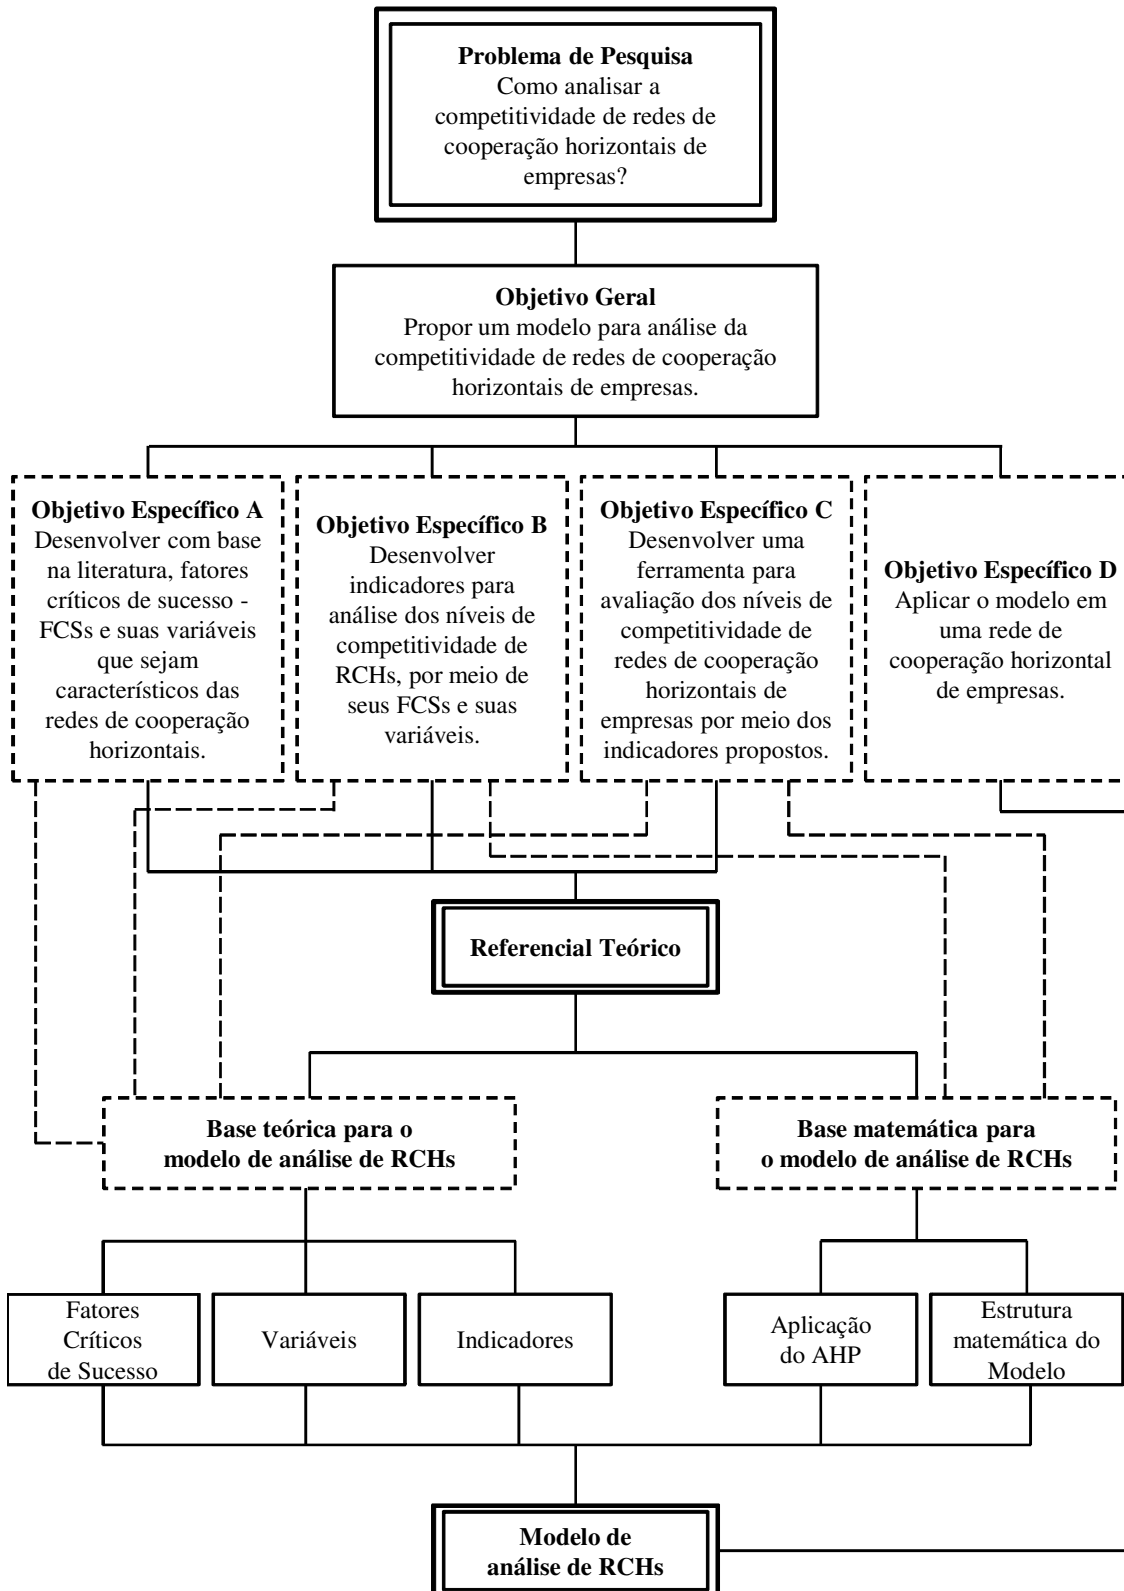 Problema de Pesquisa
Como analisar a
competitividade de redes de
cooperação horizontais de
empresas?
Objetivo Geral
Propor um modelo para análise da
competitividade de redes de cooperação
horizontais de empresas.
Objetivo Específico A
Desenvolver com base
na literatura, fatores
críticos de sucesso -
FCSs e suas variáveis
que sejam
característicos das
redes de cooperação
horizontais.
Objetivo Específico B
Desenvolver
indicadores para
análise dos níveis de
competitividade de
RCHs, por meio de
seus FCSs e suas
variáveis.
Objetivo Específico C
Desenvolver uma
ferramenta para
avaliação dos níveis de
competitividade de
redes de cooperação
horizontais de
empresas por meio dos
indicadores propostos.
Objetivo Específico D
Aplicar o modelo em
uma rede de
cooperação horizontal
de empresas.
Referencial Teórico
Base teórica para o
modelo de análise de RCHs
Base matemática para
o modelo de análise de RCHs
Fatores
Críticos
de Sucesso
Variáveis
Indicadores
Aplicação
do AHP
Estrutura
matemática do
Modelo
Modelo de
análise de RCHs